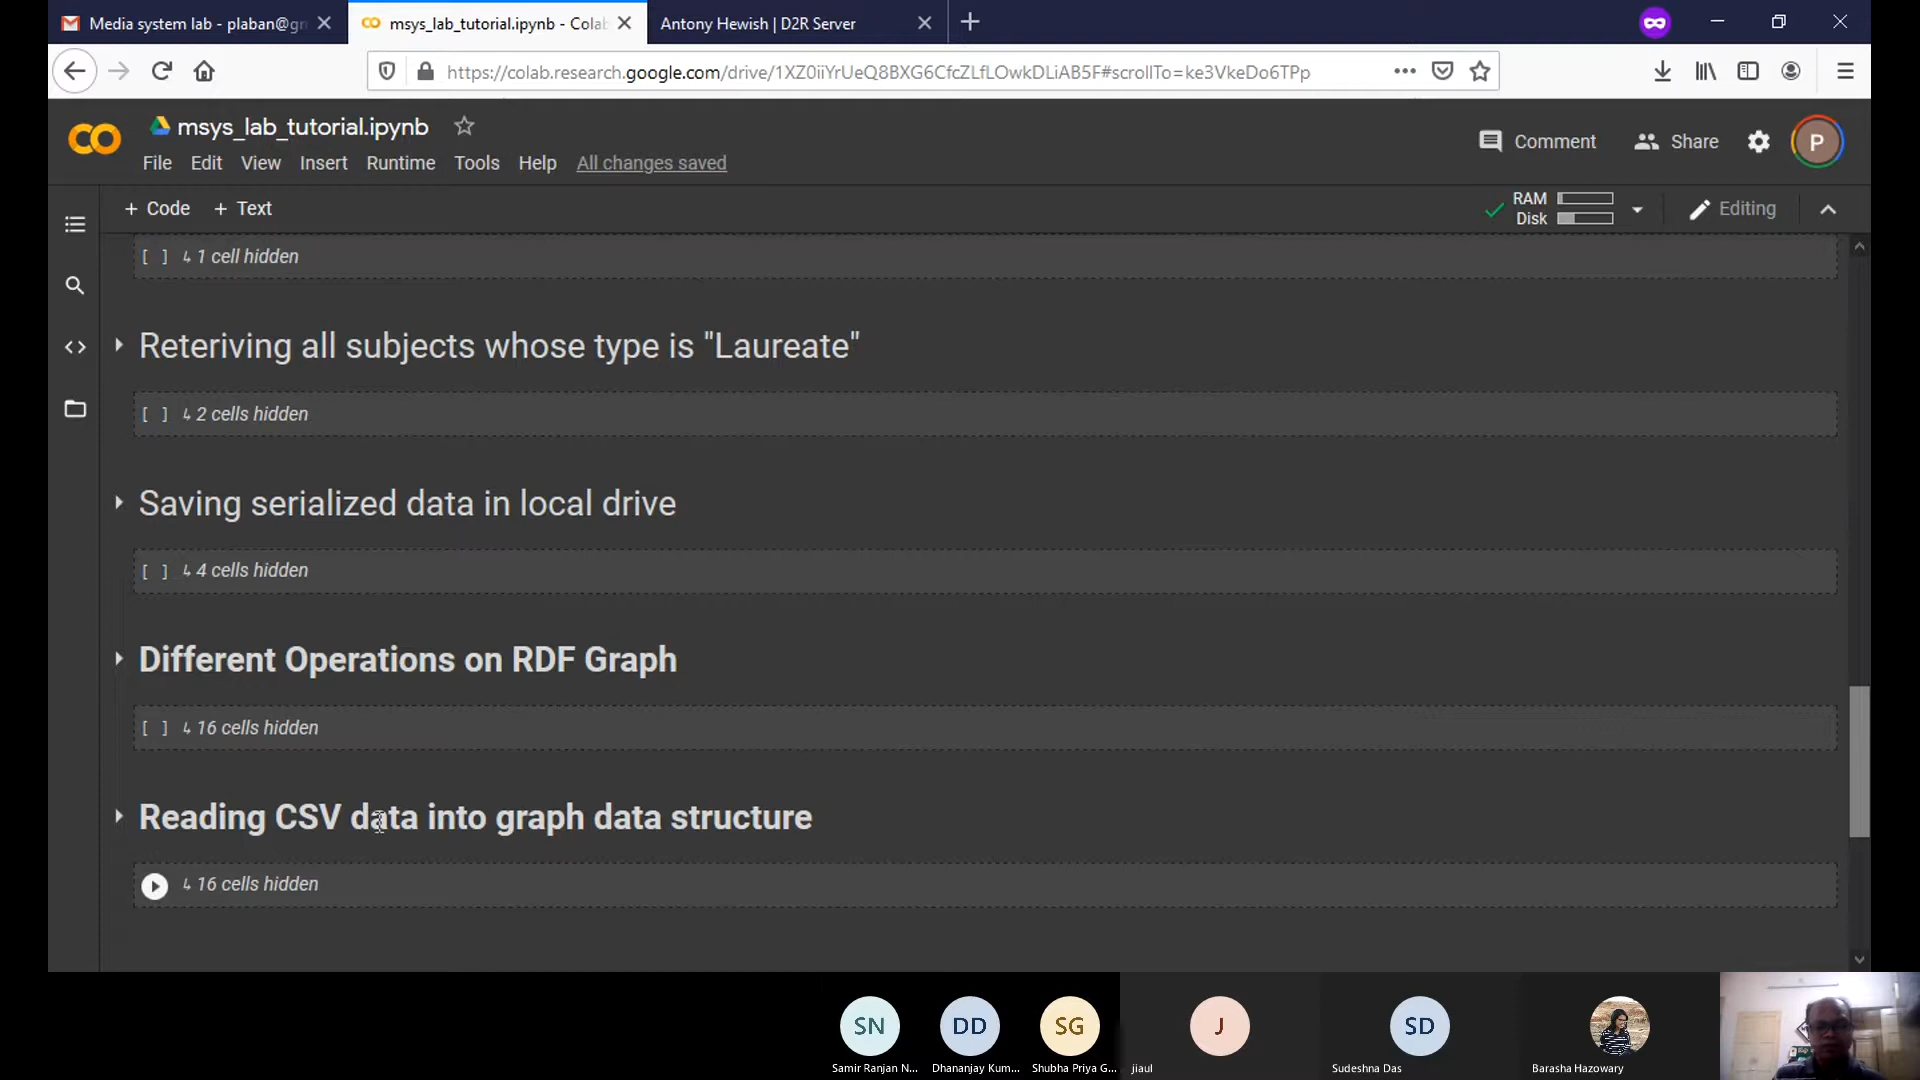 Media system lab - plaban@gn
msys_lab_tutorial.ipynb - Colab
Antony Hewish | D2R Server
https://colab.research.google.com/drive/1XZ0iiYrUeQ8BXG6CfcZLfLOwkDLiAB5F#scrollTo=ke3VkeDo6TPp
msys_lab_tutorial.ipynb
Comment
Share
P
File Edit View Insert Runtime Tools Help All changes saved
+ Code + Text
RAM
Disk
Editing
[ ] ↳ 1 cell hidden
Reteriving all subjects whose type is "Laureate"
[ ] ↳ 2 cells hidden
Saving serialized data in local drive
[ ] ↳ 4 cells hidden
Different Operations on RDF Graph
[ ] ↳ 16 cells hidden
Reading CSV data into graph data structure
↳ 16 cells hidden
SN DD SG J SD
Samir Ranjan N... Dhananjay Kum... Shubha Priya G... jiaul Sudeshna Das Barasha Hazowary